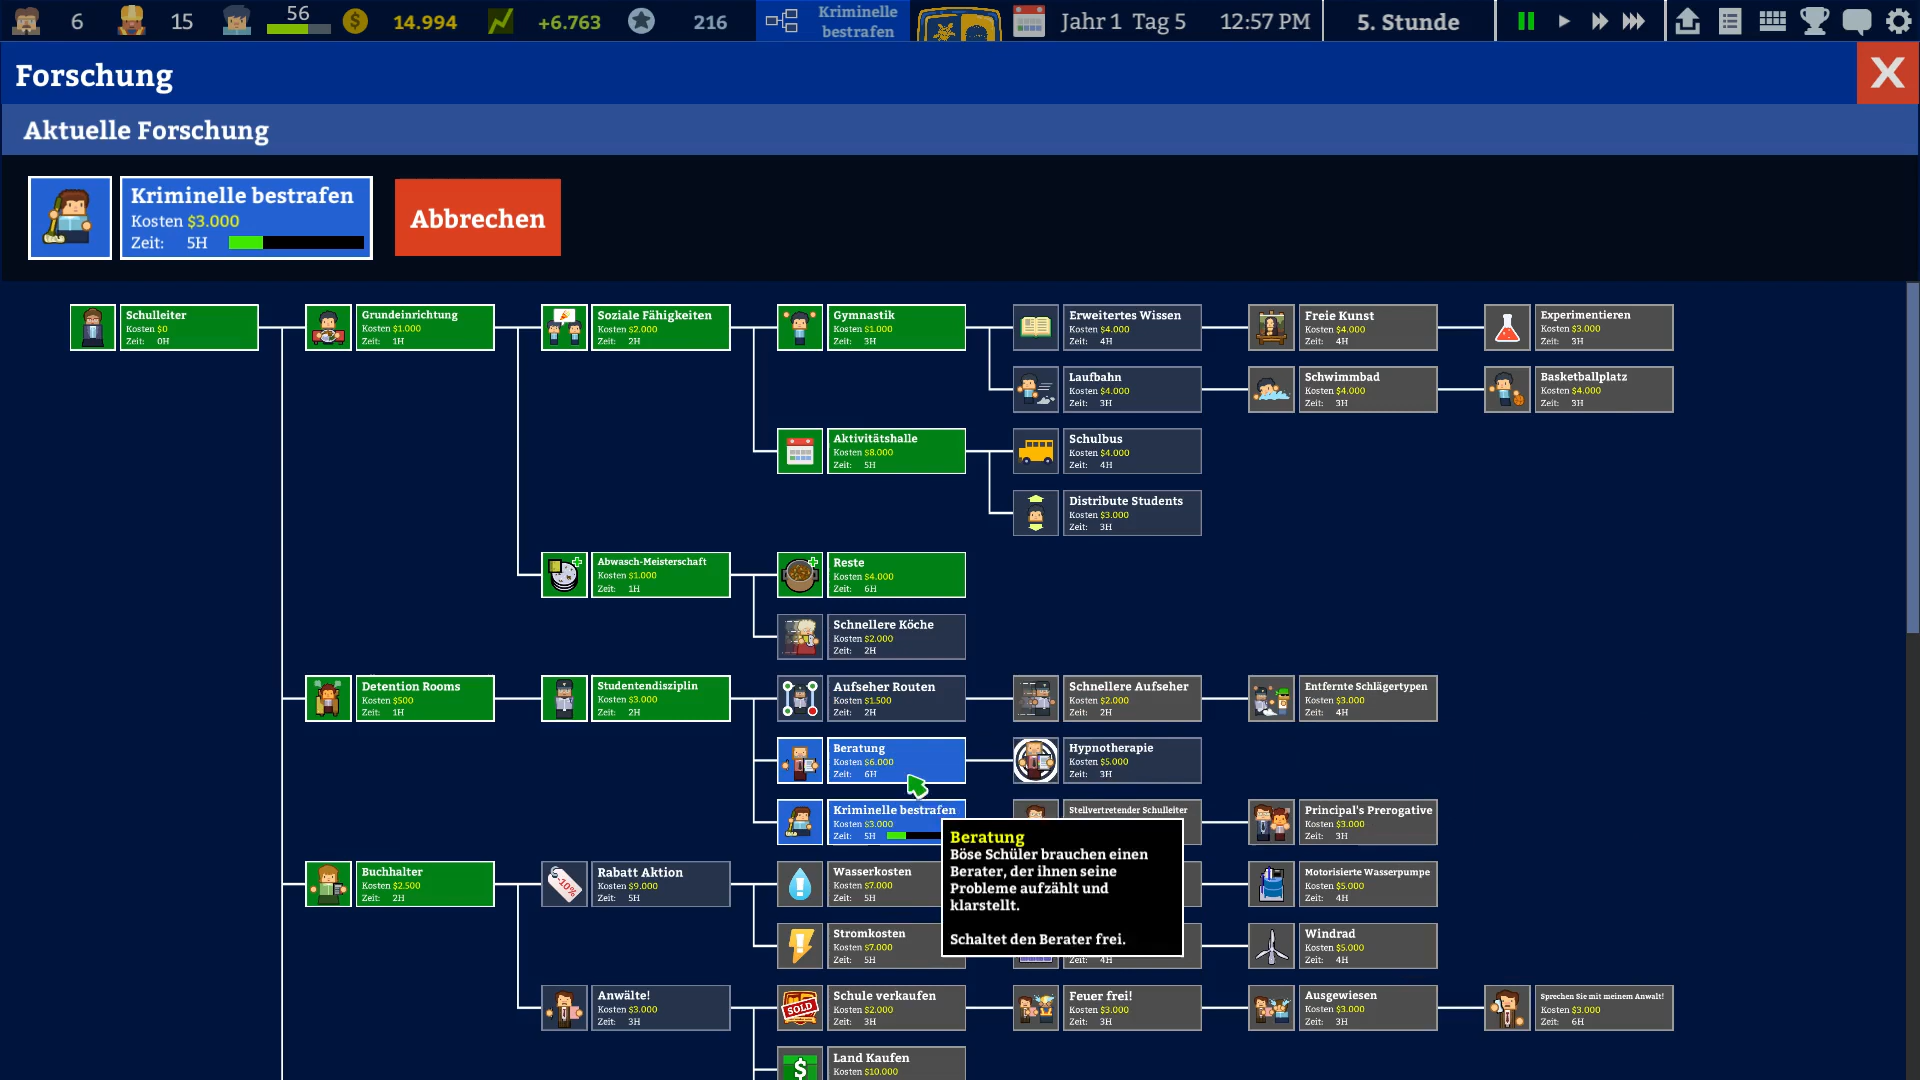 6 15 56 14.994 +6.763 216 Kriminelle bestrafen Jahr 1 Tag 5 12:57 PM 5. Stunde
Forschung
X
Aktuelle Forschung
Kriminelle bestrafen
Kosten $3.000
Zeit: 5H
Abbrechen
Schulleiter
Kosten $0
Zeit: 0H
Grundeinrichtung
Kosten $1.000
Zeit: 1H
Soziale Fähigkeiten
Kosten $2.000
Zeit: 2H
Gymnastik
Kosten $1.000
Zeit: 3H
Erweitertes Wissen
Kosten $4.000
Zeit: 4H
Freie Kunst
Kosten $4.000
Zeit: 4H
Experimentieren
Kosten $3.000
Zeit: 3H
Laufbahn
Kosten $4.000
Zeit: 3H
Schwimmbad
Kosten $4.000
Zeit: 3H
Basketballplatz
Kosten $4.000
Zeit: 3H
Aktivitätshalle
Kosten $8.000
Zeit: 5H
Schulbus
Kosten $4.000
Zeit: 4H
Distribute Students
Kosten $3.000
Zeit: 3H
Abwasch-Meisterschaft
Kosten $1.000
Zeit: 1H
Reste
Kosten $4.000
Zeit: 6H
Schnellere Köche
Kosten $2.000
Zeit: 2H
Detention Rooms
Kosten $500
Zeit: 1H
Studentendisziplin
Kosten $3.000
Zeit: 2H
Aufseher Routen
Kosten $1.500
Zeit: 2H
Schnellere Aufseher
Kosten $2.000
Zeit: 2H
Entfernte Schlägertypen
Kosten $3.000
Zeit: 4H
Beratung
Kosten $6.000
Zeit: 6H
Hypnotherapie
Kosten $5.000
Zeit: 3H
Kriminelle bestrafen
Kosten $3.000
Zeit: 5H
Stellvertretender Schulleiter
Principal's Prerogative
Kosten $3.000
Zeit: 3H
Beratung
Böse Schüler brauchen einen
Berater, der ihnen seine
Probleme aufzählt und
klarstellt.
Schaltet den Berater frei.
Buchhalter
Kosten $2.500
Zeit: 2H
Rabatt Aktion
Kosten $9.000
Zeit: 5H
-10%
Wasserkosten
Kosten $7.000
Zeit: 5H
Motorisierte Wasserpumpe
Kosten $5.000
Zeit: 4H
Stromkosten
Kosten $7.000
Zeit: 5H
Zeit: 4H
Windrad
Kosten $5.000
Zeit: 4H
Anwälte!
Kosten $3.000
Zeit: 3H
SOLD
Schule verkaufen
Kosten $2.000
Zeit: 3H
Feuer frei!
Kosten $3.000
Zeit: 3H
Ausgewiesen
Kosten $3.000
Zeit: 3H
Sprechen Sie mit meinem Anwalt!
Kosten $3.000
Zeit: 6H
Land Kaufen
Kosten $10.000